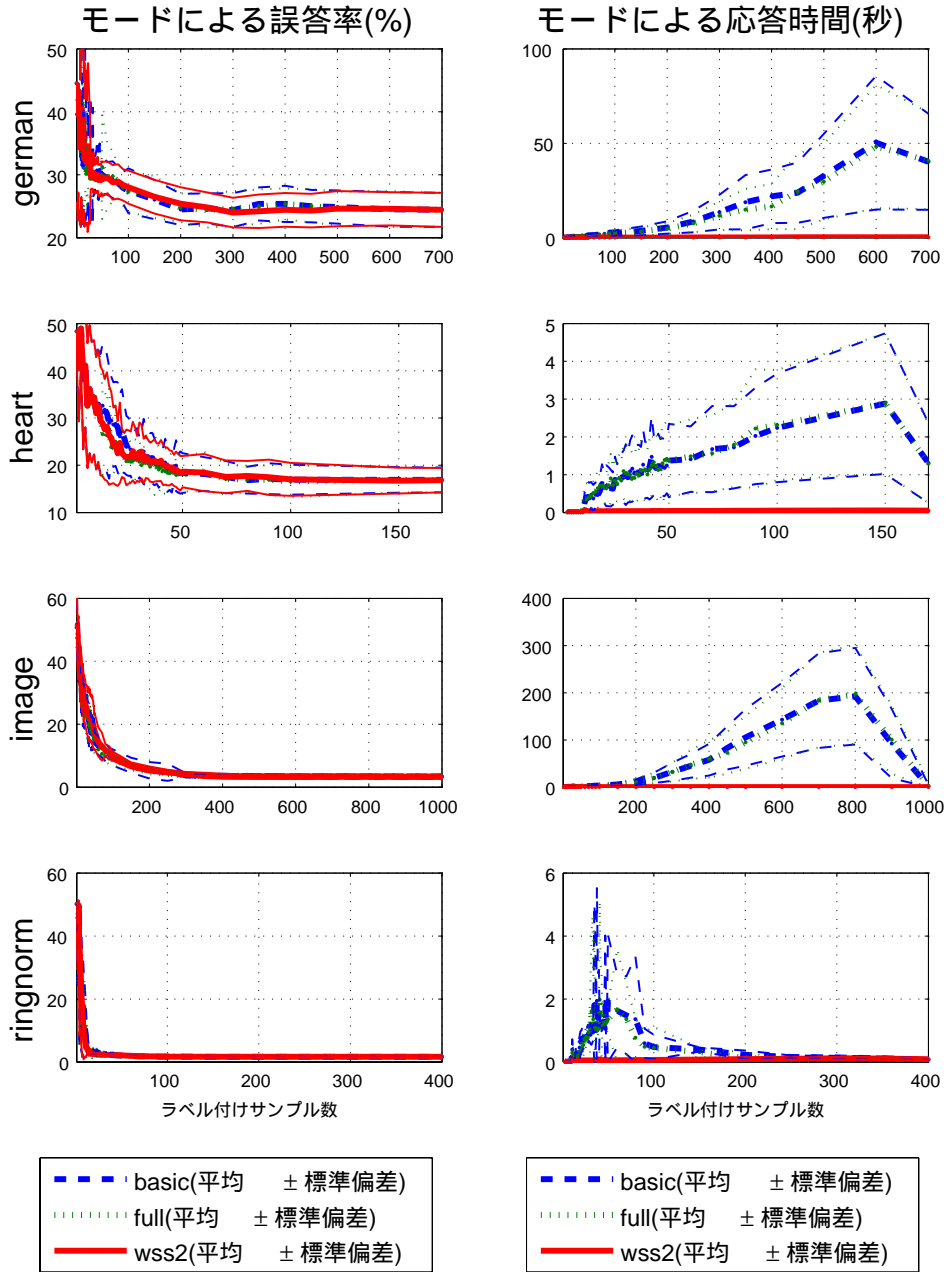 モードによる誤答率(%)
モードによる応答時間(秒)
german
50
40
30
20
100 200 300 400 500 600 700
100
50
0
100 200 300 400 500 600 700
heart
50
40
30
20
10
50 100 150
5
4
3
2
1
0
50 100 150
image
60
40
20
0
200 400 600 800 1000
400
300
200
100
0
200 400 600 800 1000
ringnorm
60
40
20
0
100 200 300 400
ラベル付けサンプル数
6
4
2
0
100 200 300 400
ラベル付けサンプル数
basic(平均 ± 標準偏差)
full(平均 ± 標準偏差)
wss2(平均 ± 標準偏差)
basic(平均 ± 標準偏差)
full(平均 ± 標準偏差)
wss2(平均 ± 標準偏差)